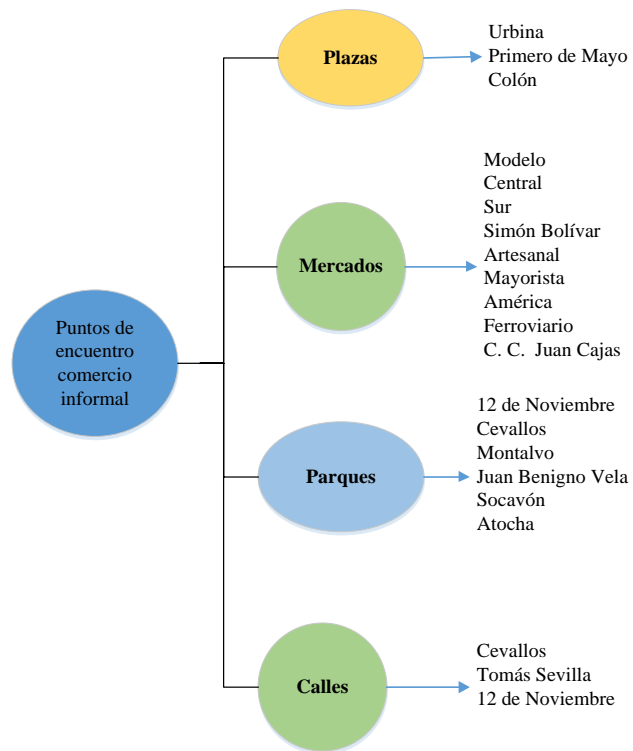 Puntos de
encuentro
comercio
informal
Plazas
Urbina
Primero de Mayo
Colón
Mercados
Modelo
Central
Sur
Simón Bolívar
Artesanal
Mayorista
América
Ferroviario
C. C. Juan Cajas
Parques
12 de Noviembre
Cevallos
Montalvo
Juan Benigno Vela
Socavón
Atocha
Calles
Cevallos
Tomás Sevilla
12 de Noviembre